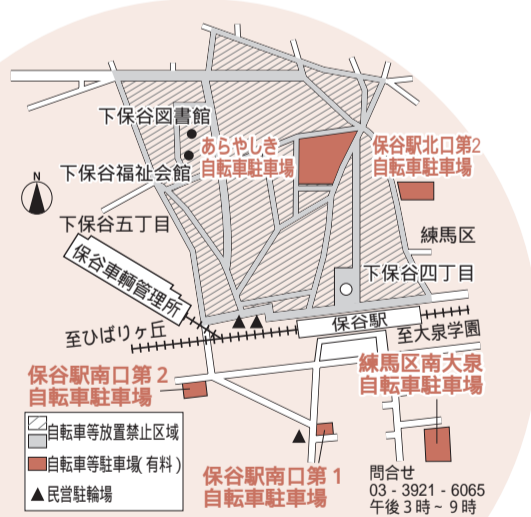 下保谷図書館
あらやしき
自転車駐車場
保谷駅北口第2
自転車駐車場
下保谷福祉会館
N
下保谷五丁目
練馬区
保谷車輌管理所
下保谷四丁目
保谷駅
至ひばりヶ丘
至大泉学園
保谷駅南口第2
自転車駐車場
練馬区南大泉
自転車駐車場
自転車等放置禁止区域
自転車等駐車場(有料)
▲民営駐輪場
保谷駅南口第1
自転車駐車場
問合せ
03-3921-6065
午後3時~9時